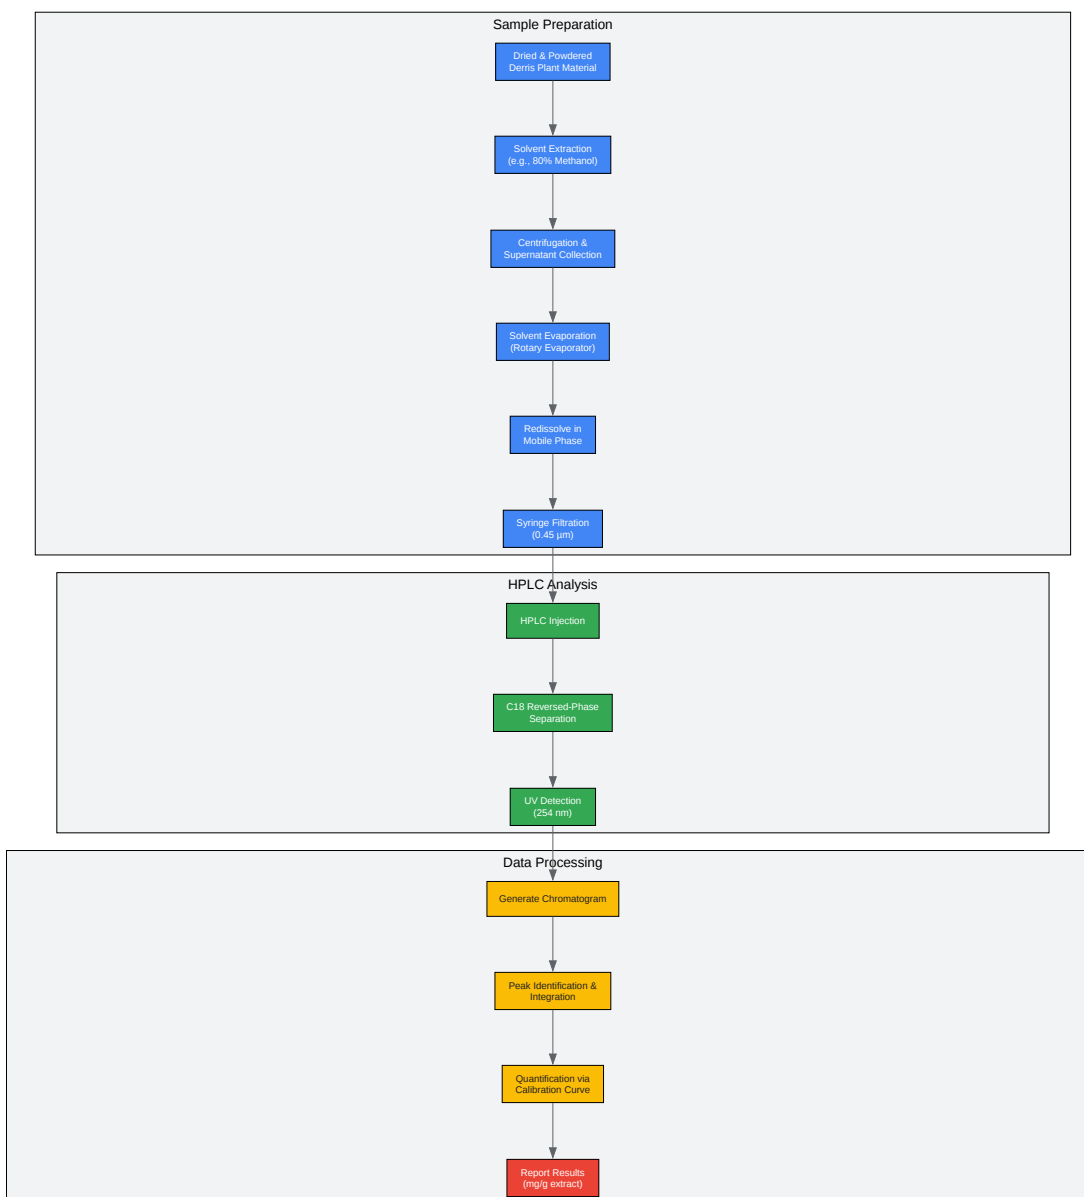 Sample Preparation
Dried & Powdered
Derris Plant Material
Solvent Extraction
(e.g., 80% Methanol)
Centrifugation &
Supernatant Collection
Solvent Evaporation
(Rotary Evaporator)
Redissolve in
Mobile Phase
Syringe Filtration
(0.45 µm)
HPLC Analysis
HPLC Injection
C18 Reversed-Phase
Separation
UV Detection
(254 nm)
Data Processing
Generate Chromatogram
Peak Identification &
Integration
Quantification via
Calibration Curve
Report Results
(mg/g extract)